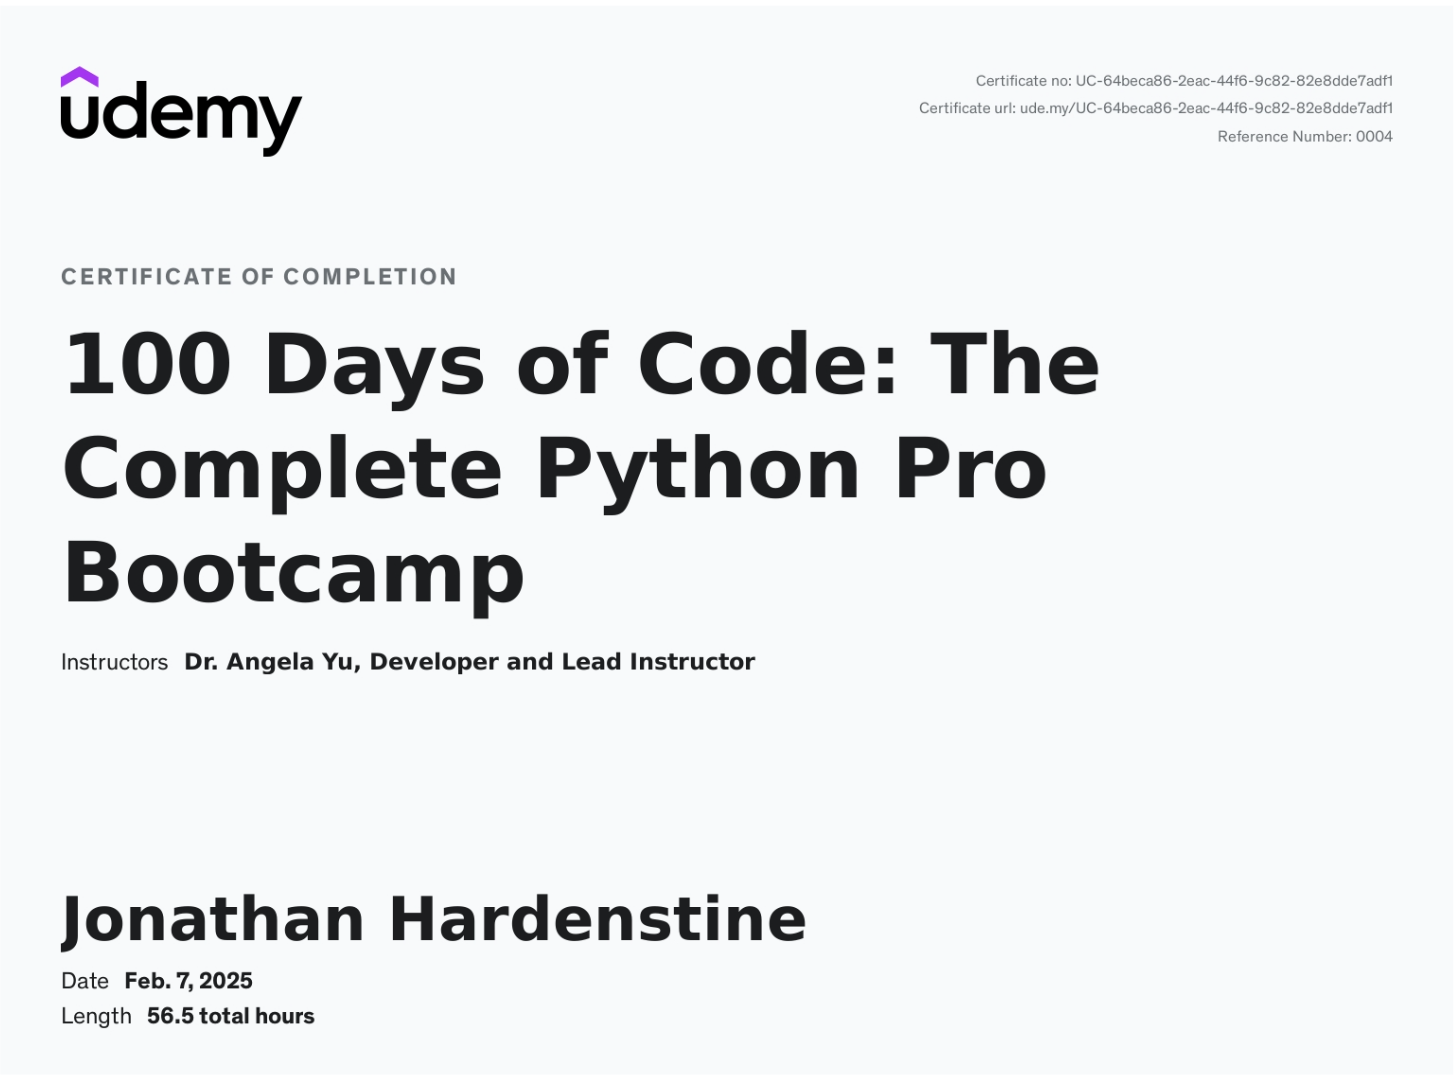 udemy
Certificate no: UC-64beca86-2eac-44f6-9c82-82e8dde7adf1
Certificate url: ude.my/UC-64beca86-2eac-44f6-9c82-82e8dde7adf1
Reference Number: 0004
CERTIFICATE OF COMPLETION
100 Days of Code: The
Complete Python Pro
Bootcamp
Instructors Dr. Angela Yu, Developer and Lead Instructor
Jonathan Hardenstine
Date Feb. 7, 2025
Length 56.5 total hours